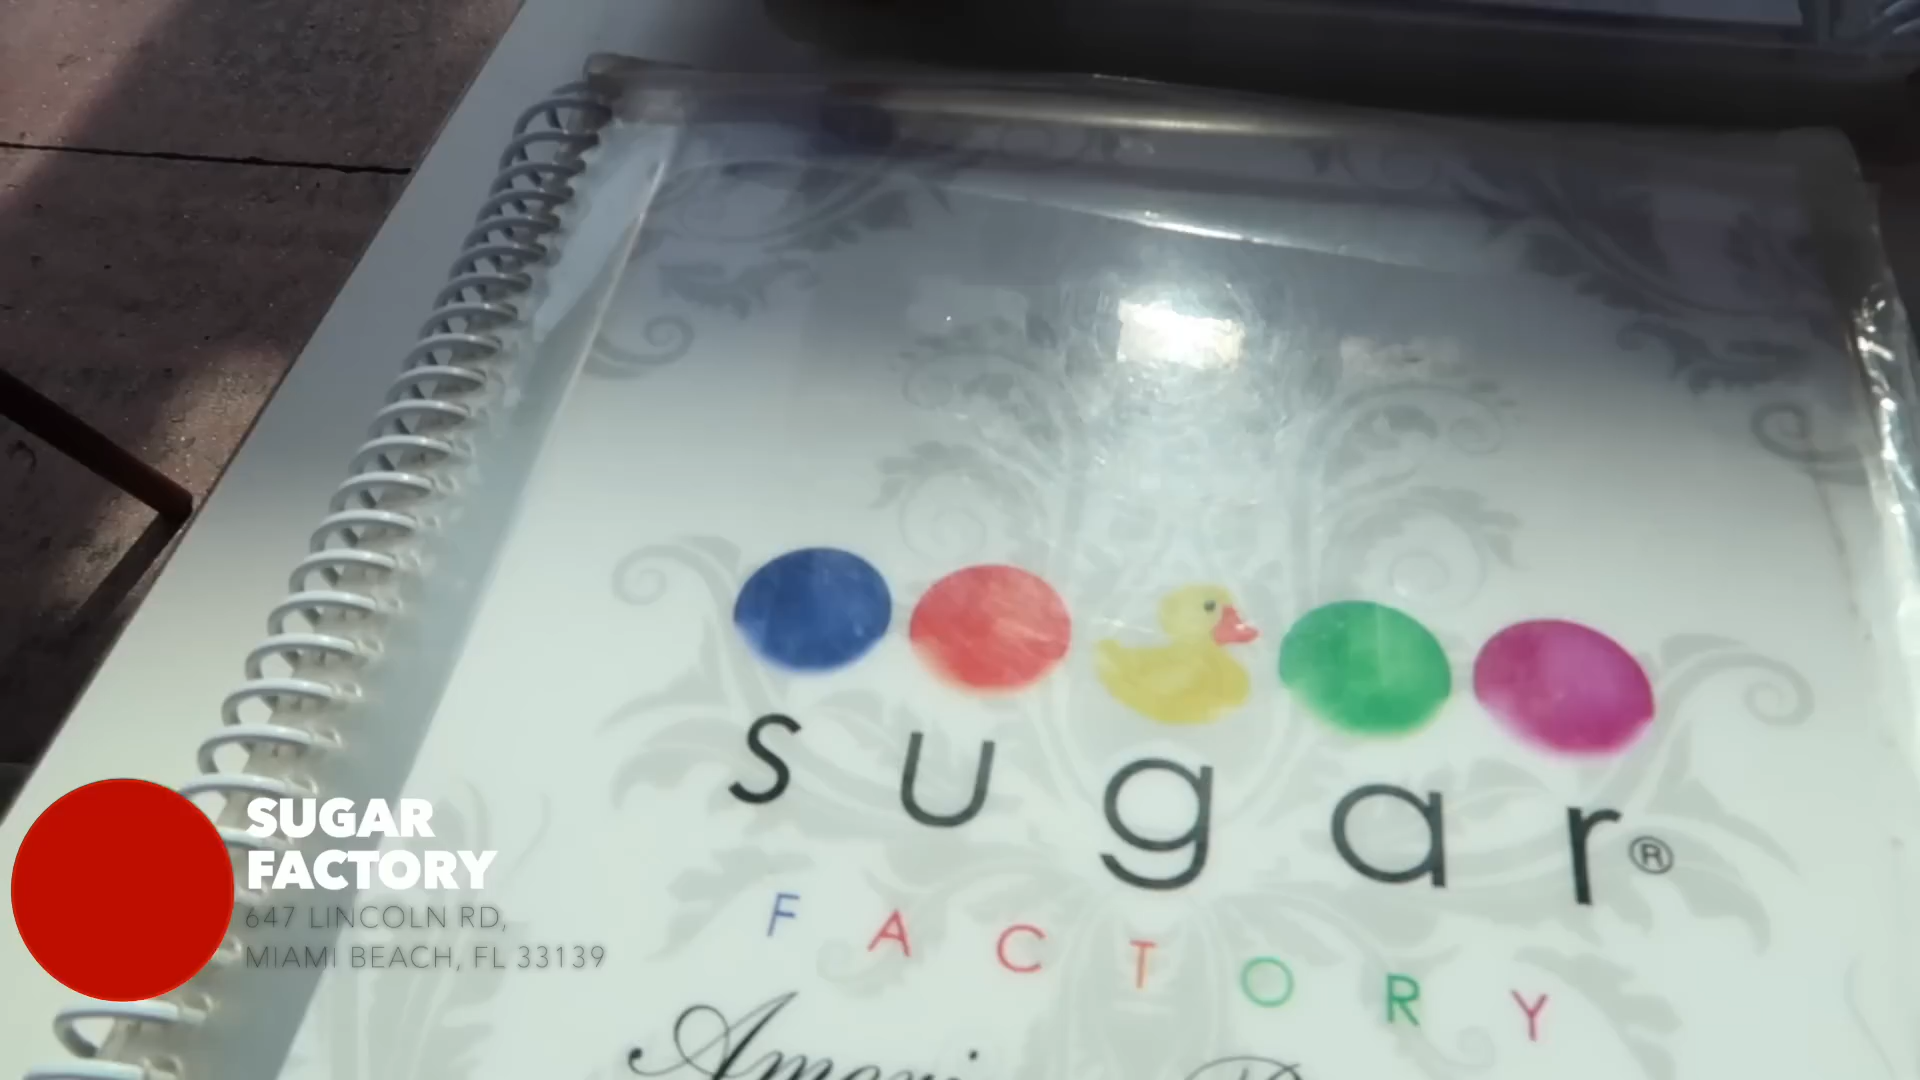 sugar®
FACTORY
SUGAR
FACTORY
647 LINCOLN RD,
MIAMI BEACH, FL 33139